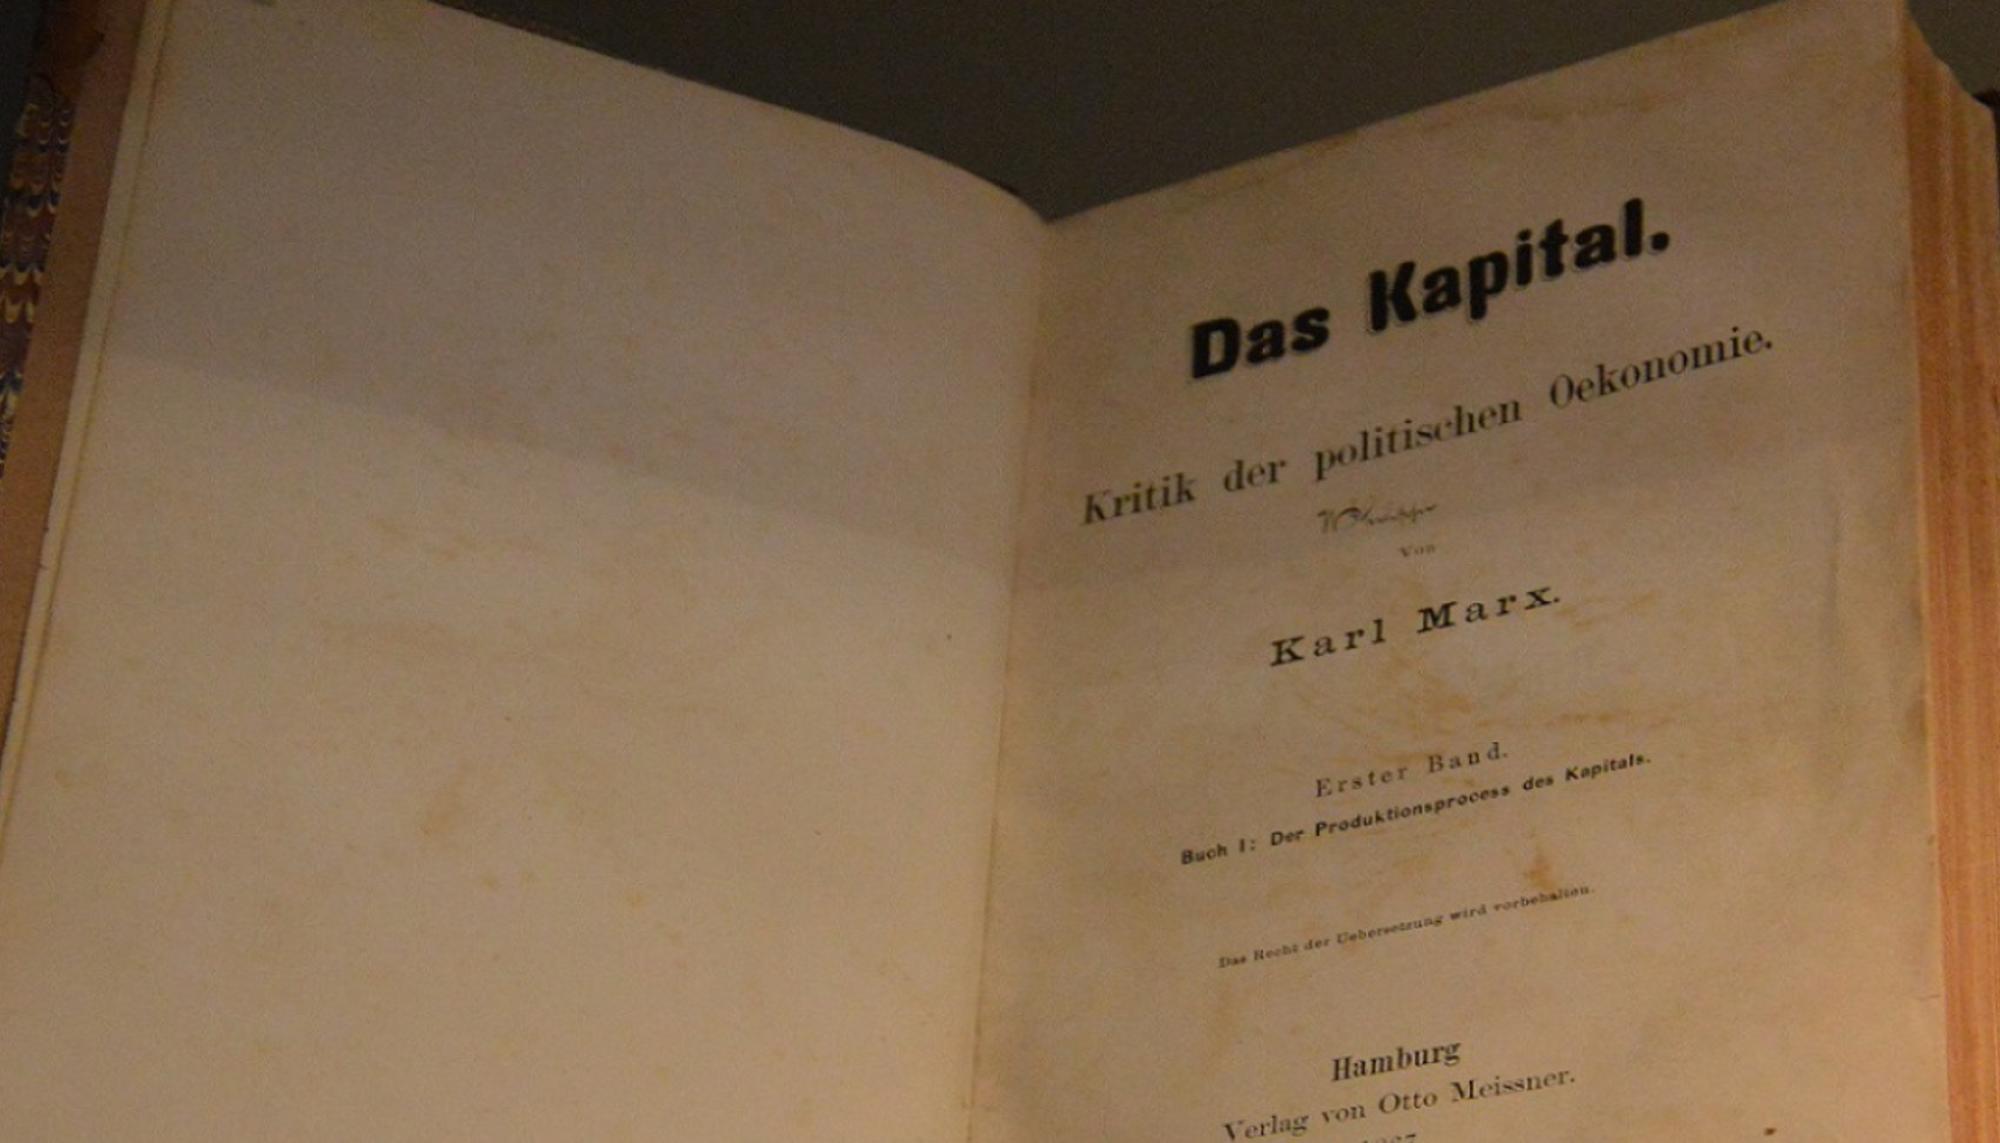 Das Kapital.
Kritik der politischen Oekonomie.
Von
Karl Marx.
Erster Band.
Buch I: Der Produktionsprocess des Kapitals.
Das Recht der Uebersetzung wird vorbehalten.
Hamburg
Verlag von Otto Meissner.